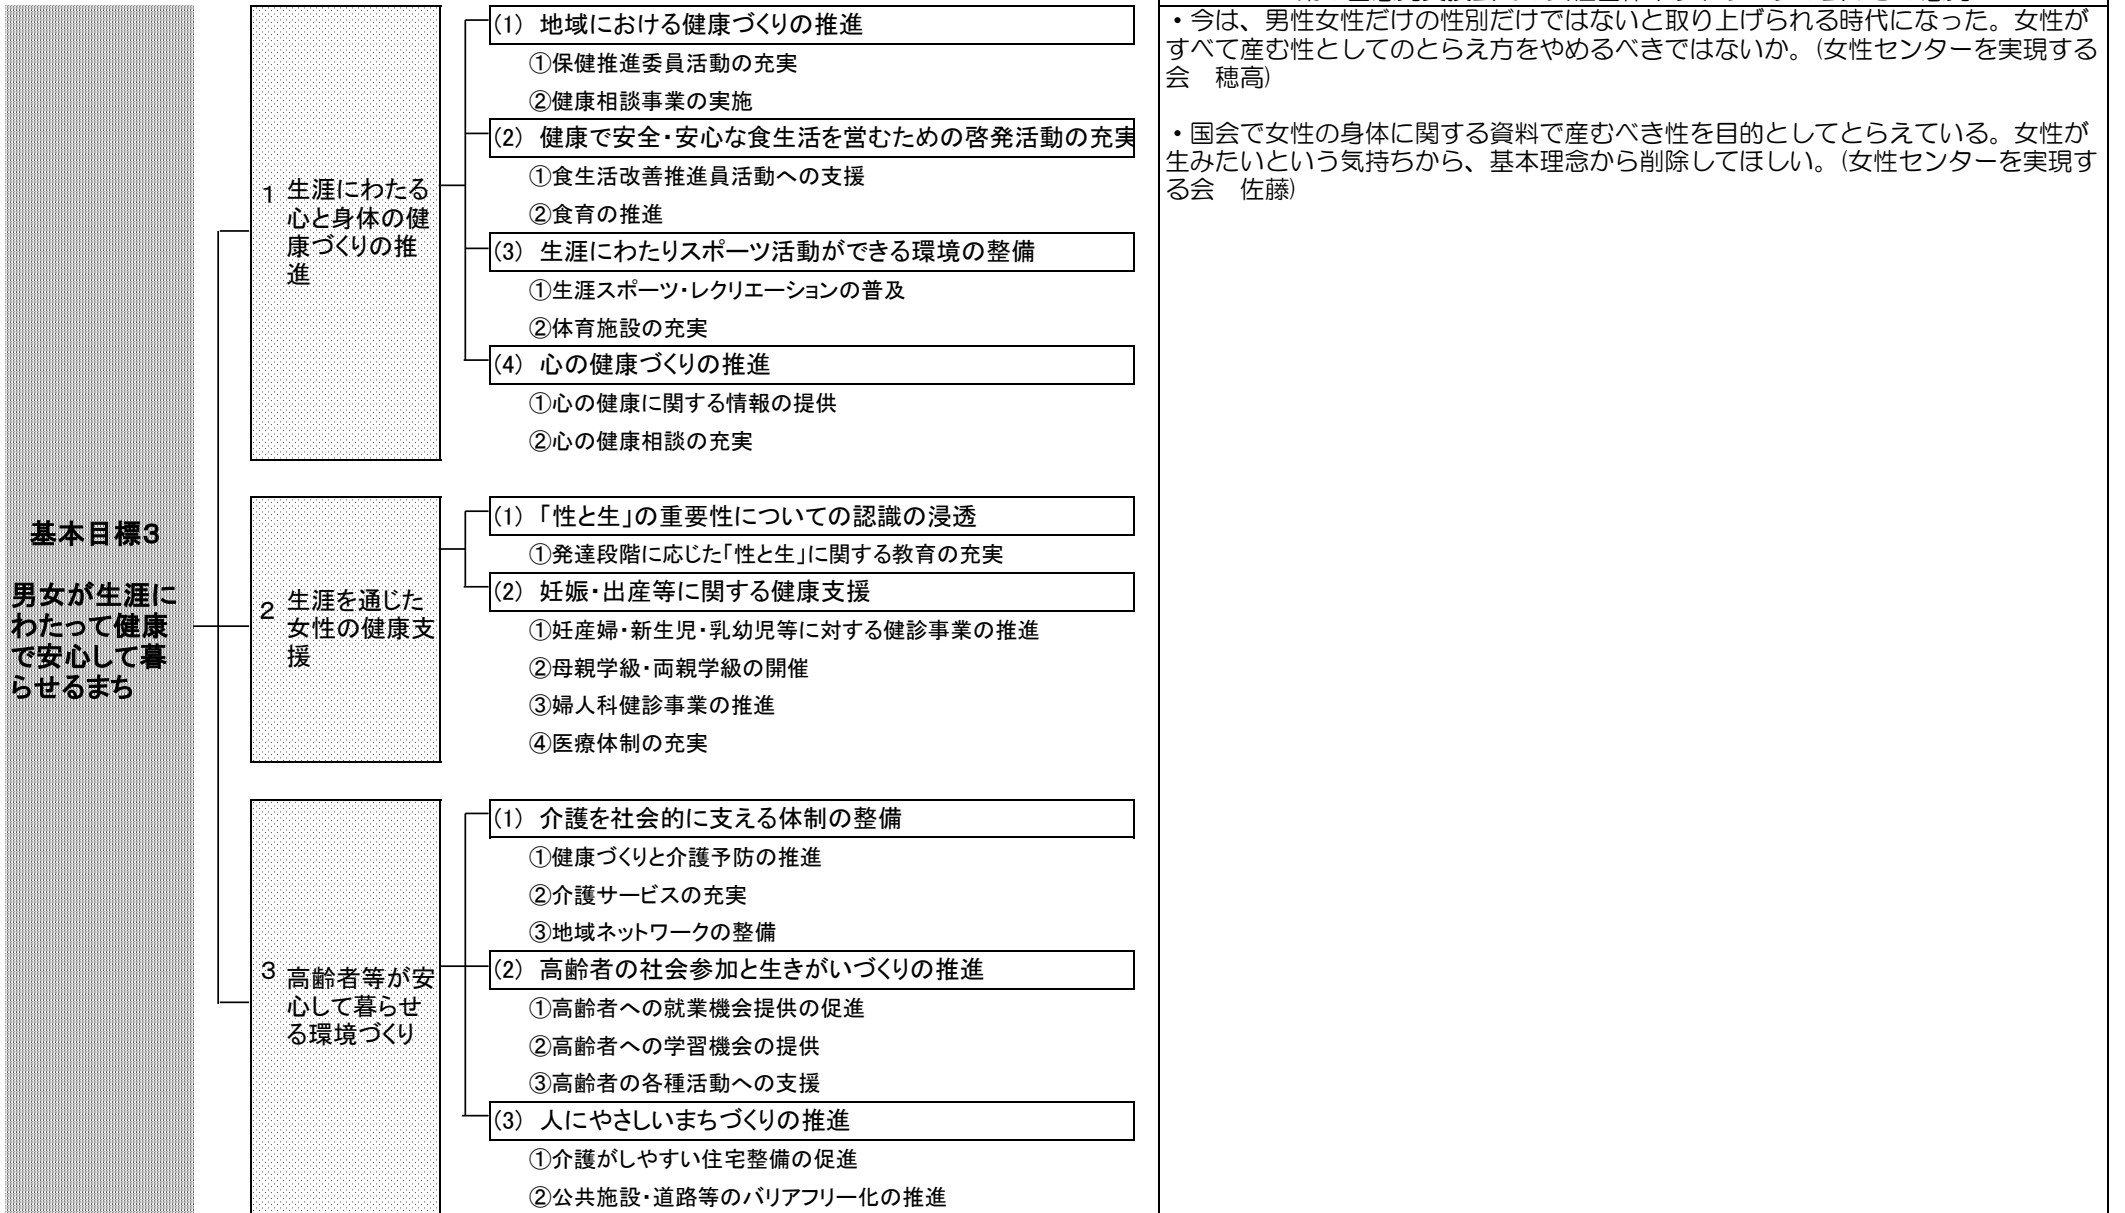 基本目標3
男女が生涯に
わたって健康
で安心して暮
らせるまち
1 生涯にわたる
心と身体の健
康づくりの推
進
(1) 地域における健康づくりの推進
①保健推進委員活動の充実
②健康相談事業の実施
(2) 健康で安全・安心な食生活を営むための啓発活動の充実
①食生活改善推進員活動への支援
②食育の推進
(3) 生涯にわたりスポーツ活動ができる環境の整備
①生涯スポーツ・レクリエーションの普及
②体育施設の充実
(4) 心の健康づくりの推進
①心の健康に関する情報の提供
②心の健康相談の充実
2 生涯を通じた
女性の健康支
援
(1) 「性と生」の重要性についての認識の浸透
①発達段階に応じた「性と生」に関する教育の充実
(2) 妊娠・出産等に関する健康支援
①妊産婦・新生児・乳幼児等に対する健診事業の推進
②母親学級・両親学級の開催
③婦人科健診事業の推進
④医療体制の充実
3 高齢者等が安
心して暮らせ
る環境づくり
(1) 介護を社会的に支える体制の整備
①健康づくりと介護予防の推進
②介護サービスの充実
③地域ネットワークの整備
(2) 高齢者の社会参加と生きがいづくりの推進
①高齢者への就業機会提供の促進
②高齢者への学習機会の提供
③高齢者の各種活動への支援
(3) 人にやさしいまちづくりの推進
①介護がしやすい住宅整備の促進
②公共施設・道路等のバリアフリー化の推進
・今は、男性女性だけの性別だけではないと取り上げられる時代になった。女性が
すべて産む性としてのとらえ方をやめるべきではないか。(女性センターを実現する
会　穂高)
・国会で女性の身体に関する資料で産むべき性を目的としてとらえている。女性が
生みたいという気持ちから、基本理念から削除してほしい。(女性センターを実現す
る会　佐藤)